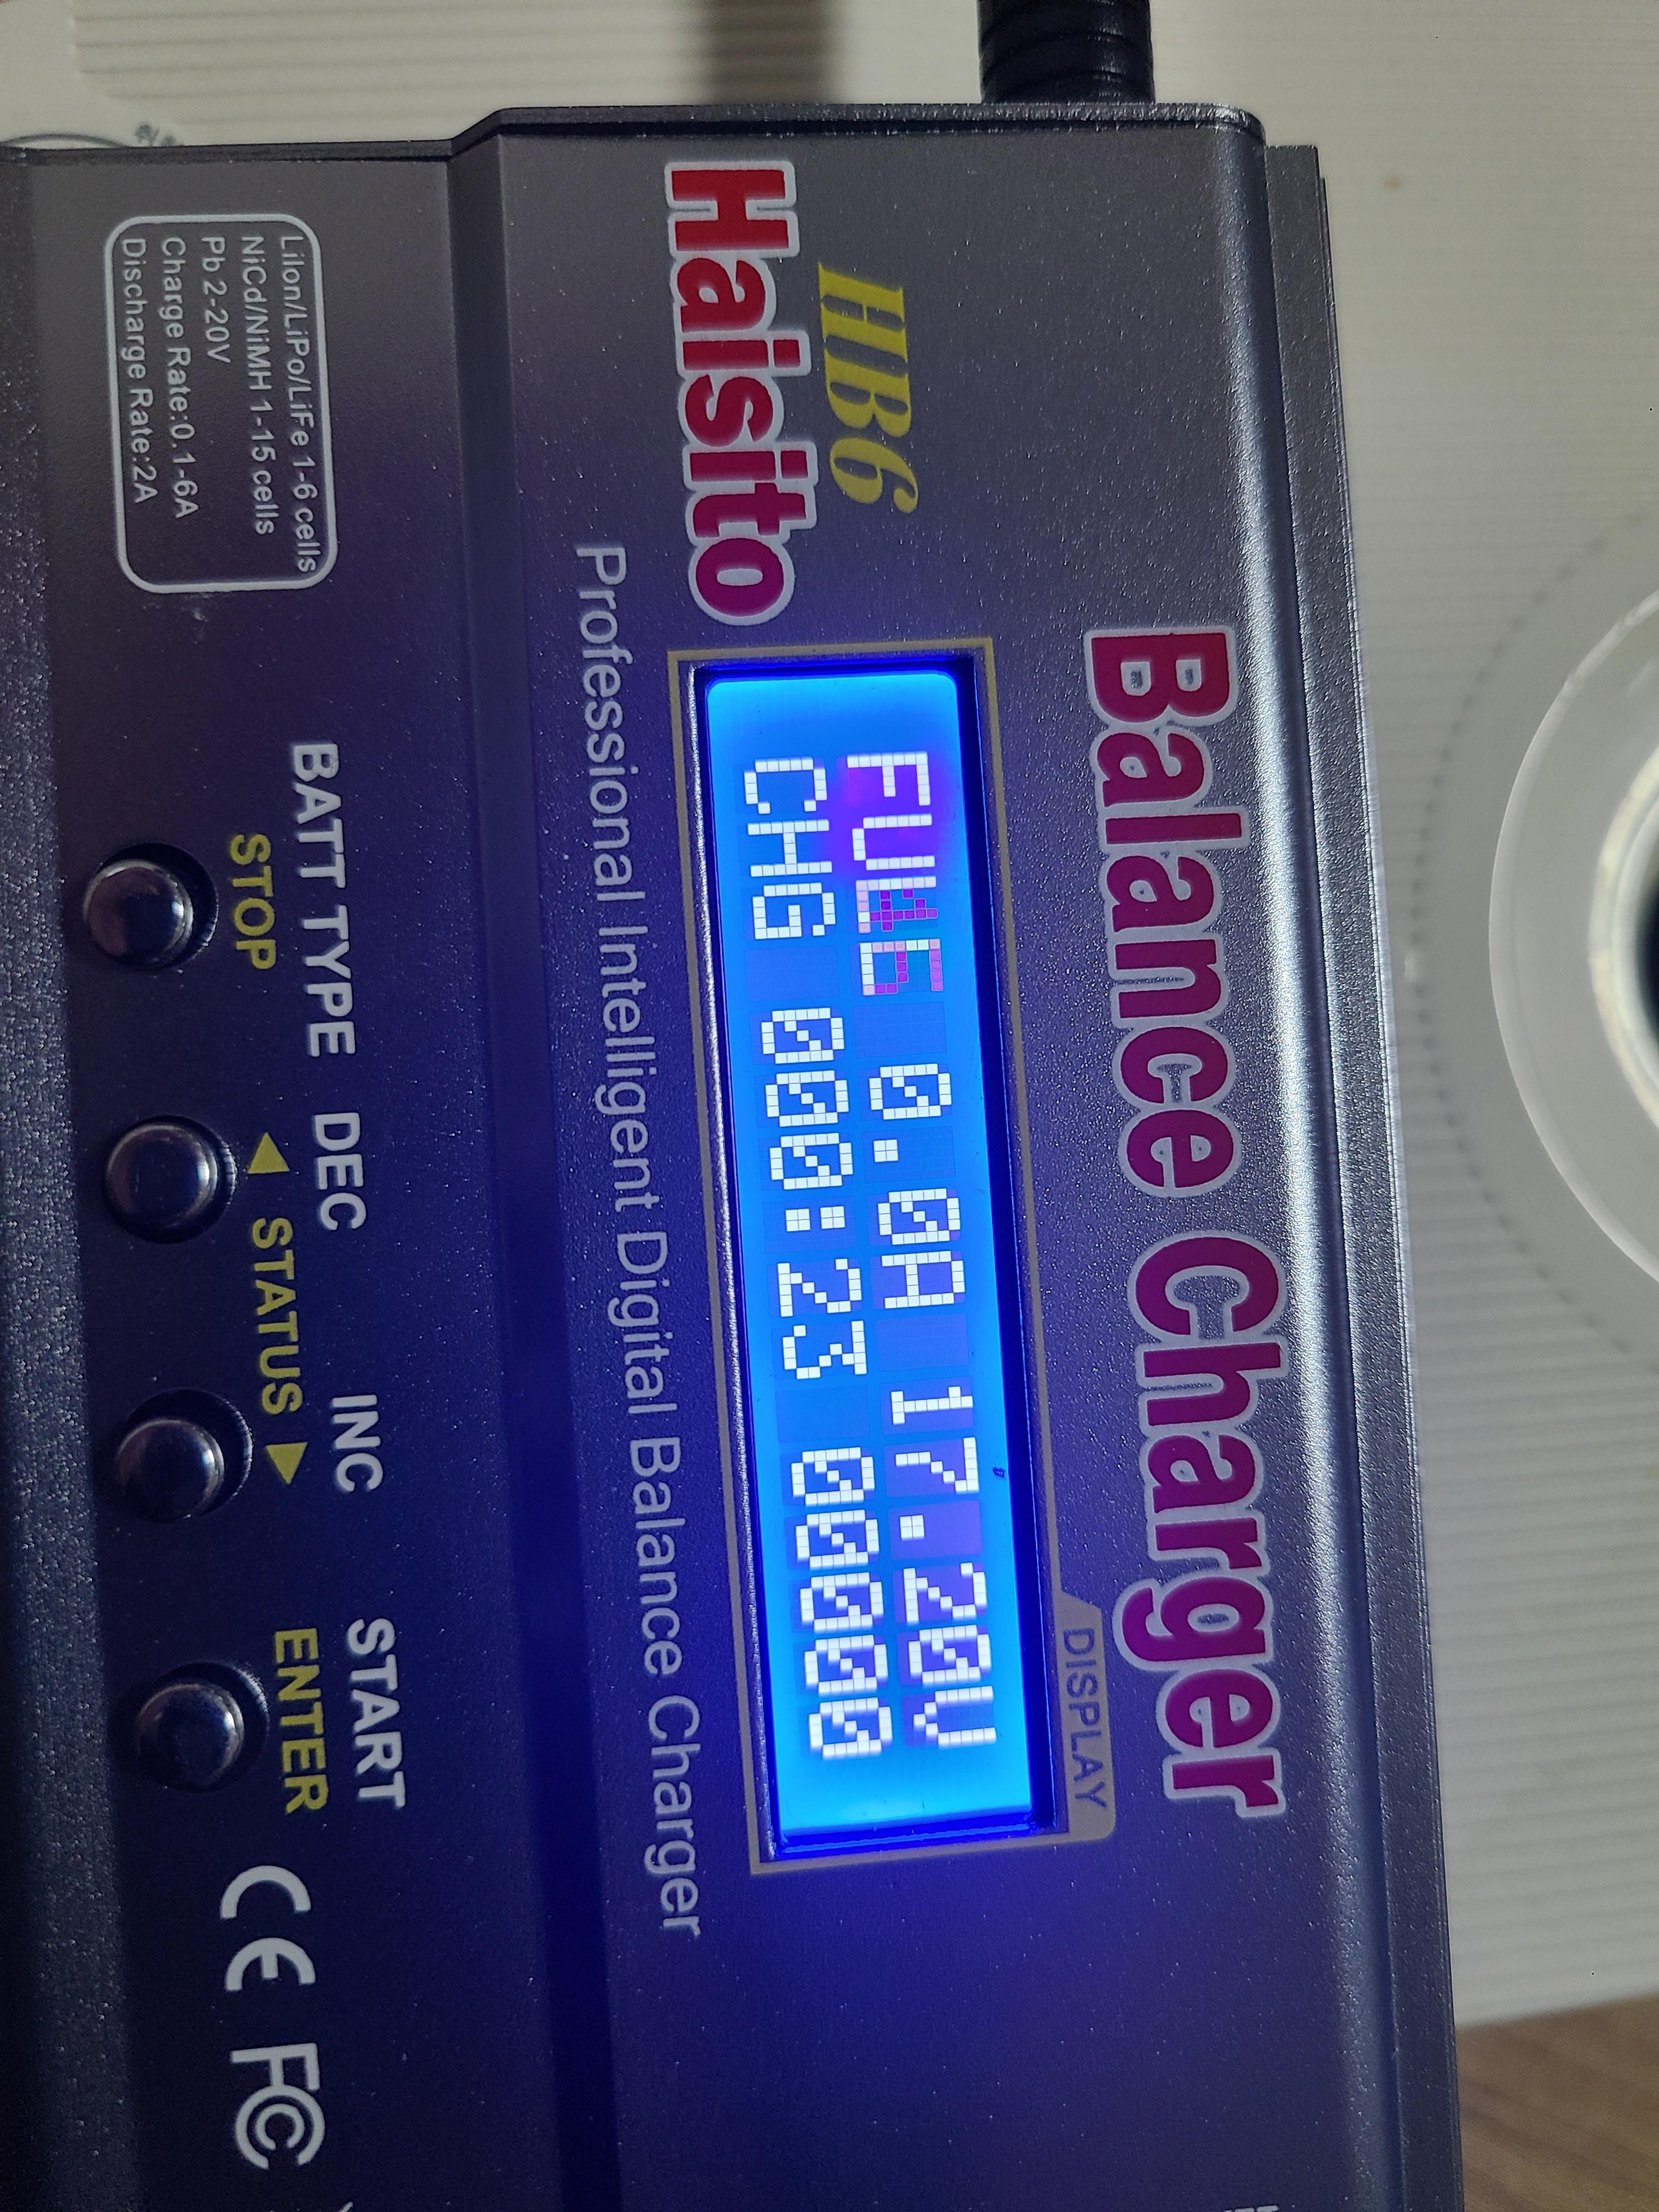 Balance Charger
HB6
Haisito
DISPLAY
0.0A 17.20V
CHG 000:23 00000
Professional Intelligent Digital Balance Charger
LiIon/LiPo/LiFe 1-6 cells
NiCd/NiMH 1-15 cells
Pb 2-20V
Charge Rate:0.1-6A
Discharge Rate:2A
BATT TYPE DEC INC START
STOP ◀ STATUS ▶ ENTER
CE FC